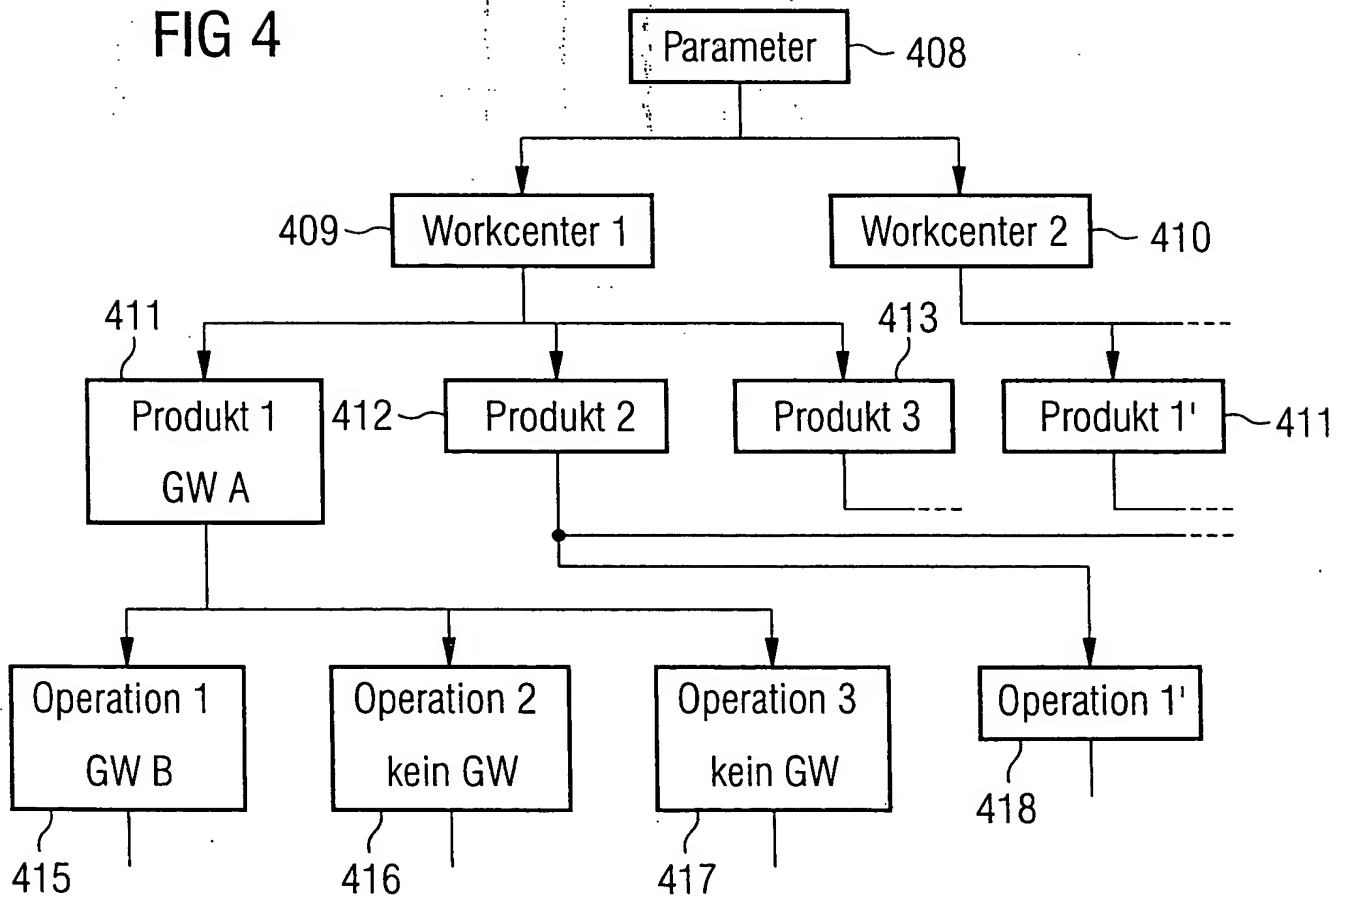 FIG 4
Parameter
408
409
Workcenter 1
Workcenter 2
410
411
413
Produkt 1
GW A
412
Produkt 2
Produkt 3
Produkt 1'
411
Operation 1
GW B
Operation 2
kein GW
Operation 3
kein GW
Operation 1'
418
415
416
417